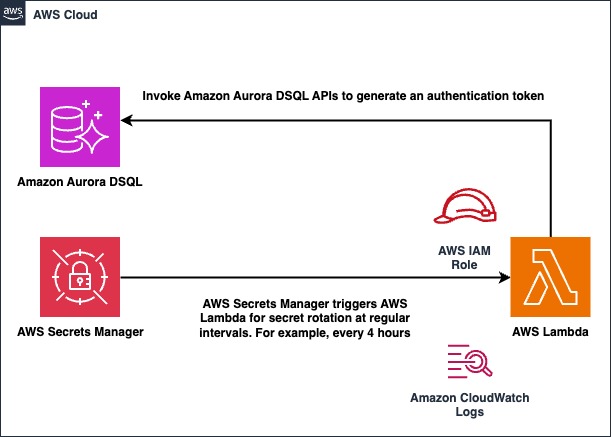 aws
AWS Cloud
Invoke Amazon Aurora DSQL APIs to generate an authentication token
Amazon Aurora DSQL
AWS IAM
Role
AWS Secrets Manager
AWS Secrets Manager triggers AWS
Lambda for secret rotation at regular
intervals. For example, every 4 hours
AWS Lambda
Amazon CloudWatch
Logs